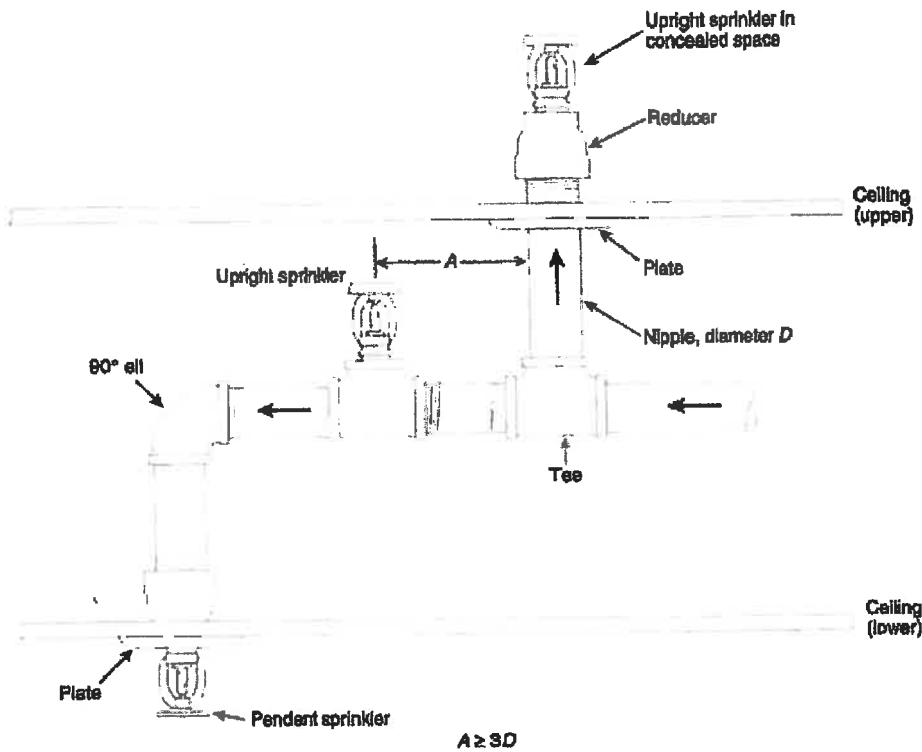 Upright sprinkler in
concealed space
Reducer
Ceiling
(upper)
A
Plate
Upright sprinkler
Nipple, diameter D
90° ell
Tee
Ceiling
(lower)
Plate
Pendent sprinkler
A ≥ 3D